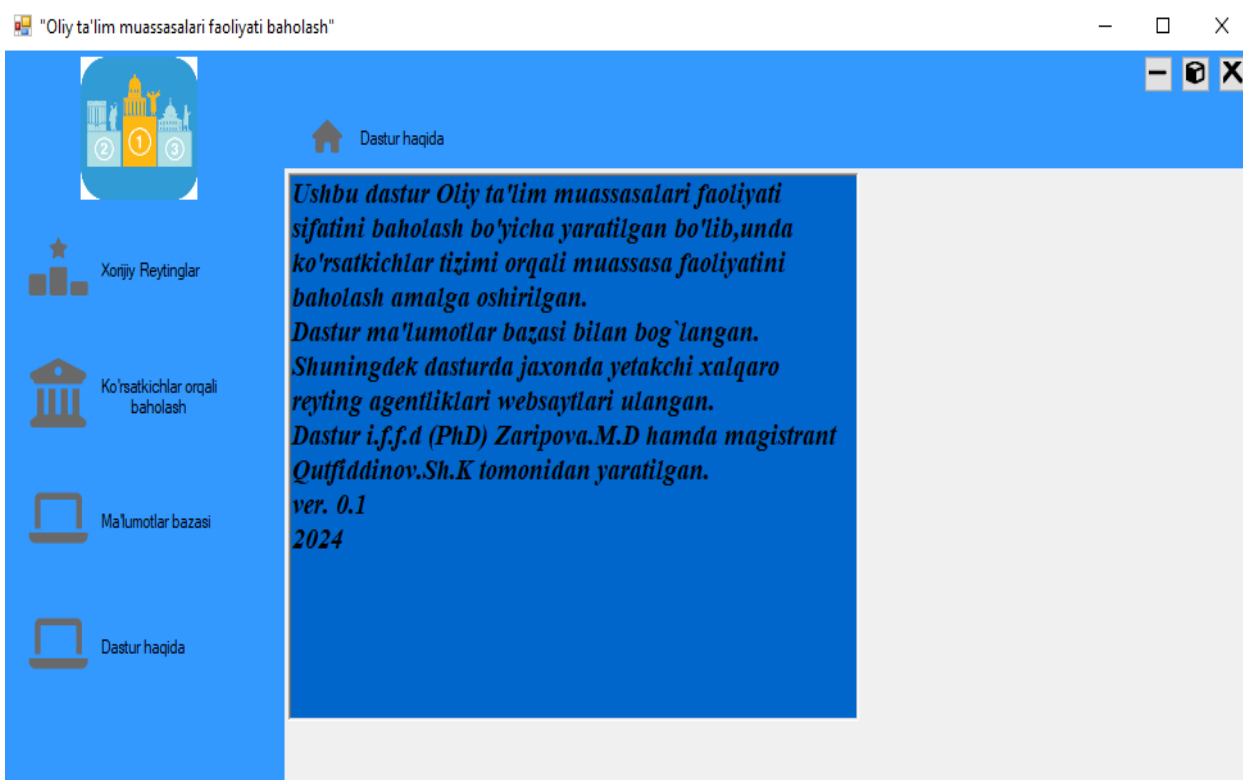 "Oliy ta'lim muassasalari faoliyati baholash"
2
1
3
Dastur haqida
Xorijiy Reytinglar
Ko'rsatkichlar orqali
baholash
Ma'lumotlar bazasi
Dastur haqida
Ushbu dastur Oliy ta'lim muassasalari faoliyati
sifatini baholash bo'yicha yaratilgan bo'lib,unda
ko'rsatkichlar tizimi orqali muassasa faoliyatini
baholash amalga oshirilgan.
Dastur ma'lumotlar bazasi bilan bog`langan.
Shuningdek dasturda jaxonda yetakchi xalqaro
reyting agentliklari websaytlari ulangan.
Dastur i.f.f.d (PhD) Zaripova.M.D hamda magistrant
Qutfiddinov.Sh.K tomonidan yaratilgan.
ver. 0.1
2024